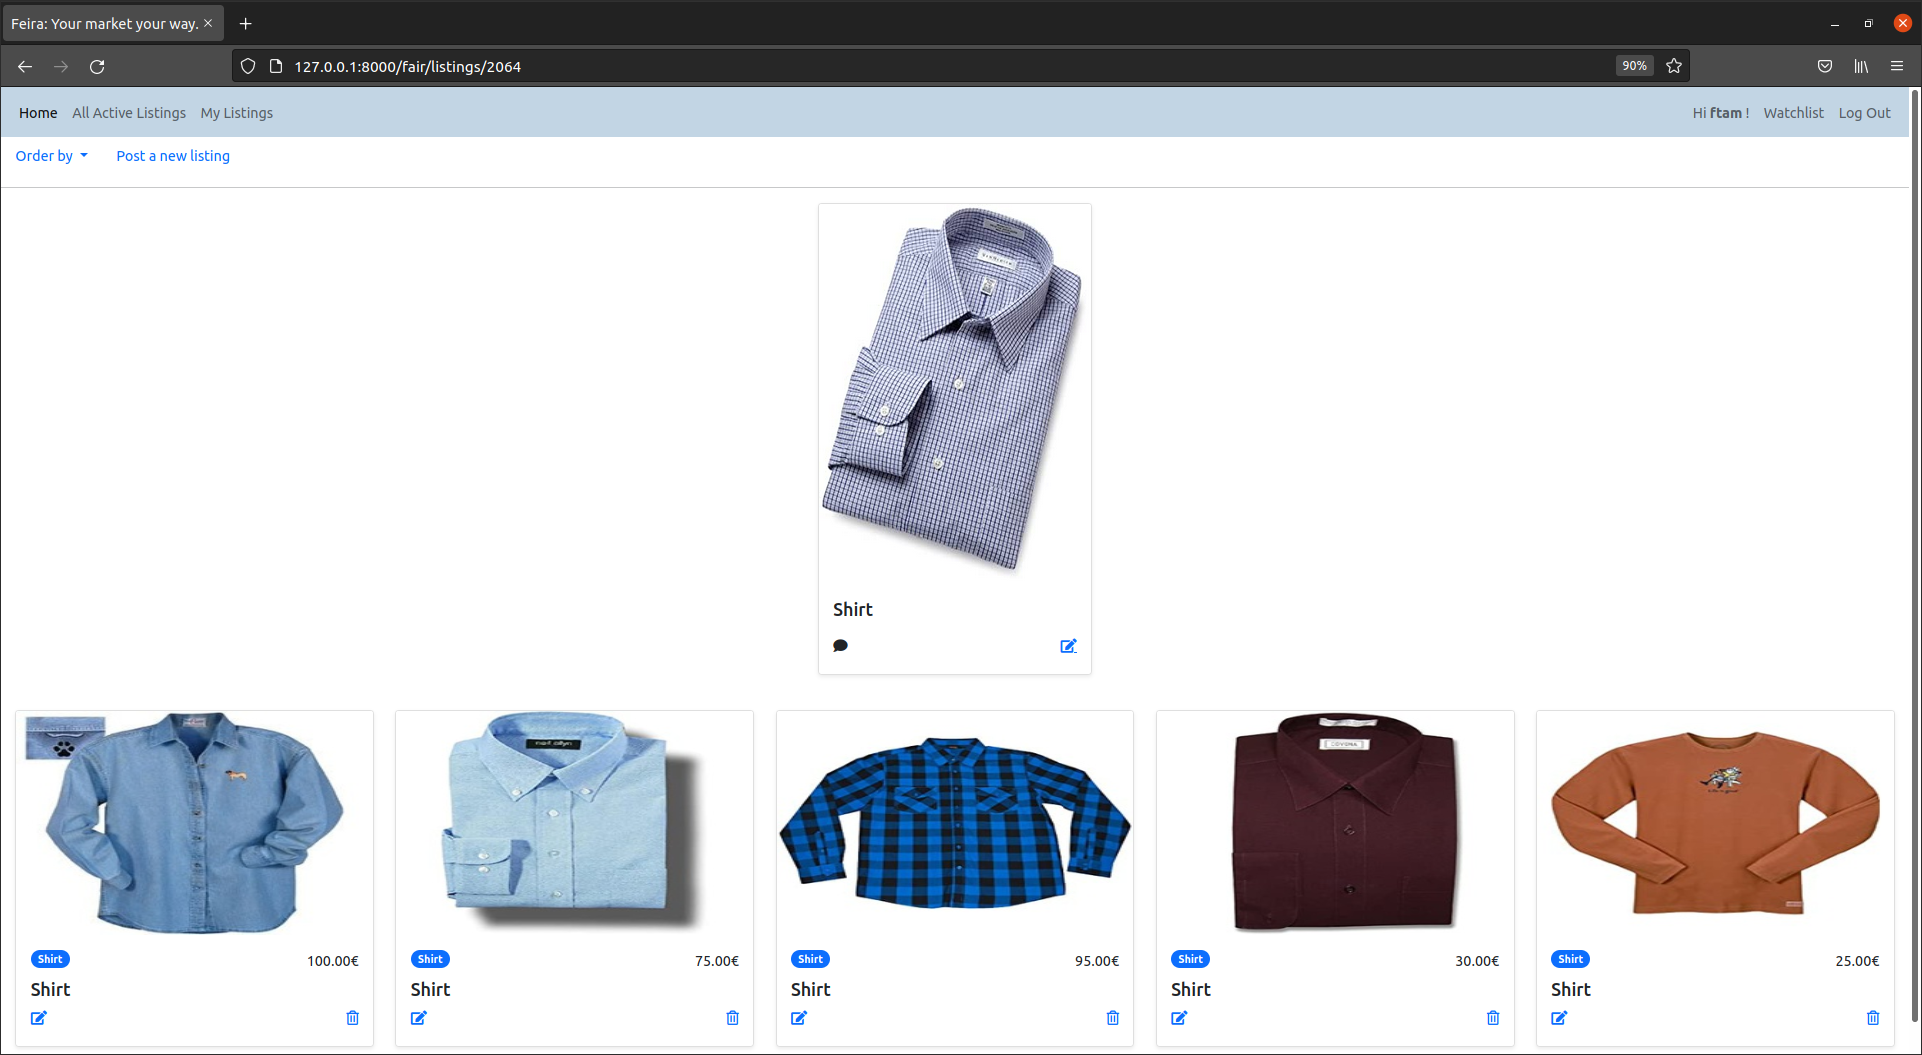 Feira: Your market your way.
127.0.0.1:8000/fair/listings/2064
90%
Home All Active Listings My Listings
Hi ftam ! Watchlist Log Out
Order by Post a new listing
Shirt
Shirt 100.00€
Shirt
Shirt 75.00€
Shirt
Shirt 95.00€
Shirt
Shirt 30.00€
Shirt
Shirt 25.00€
Shirt